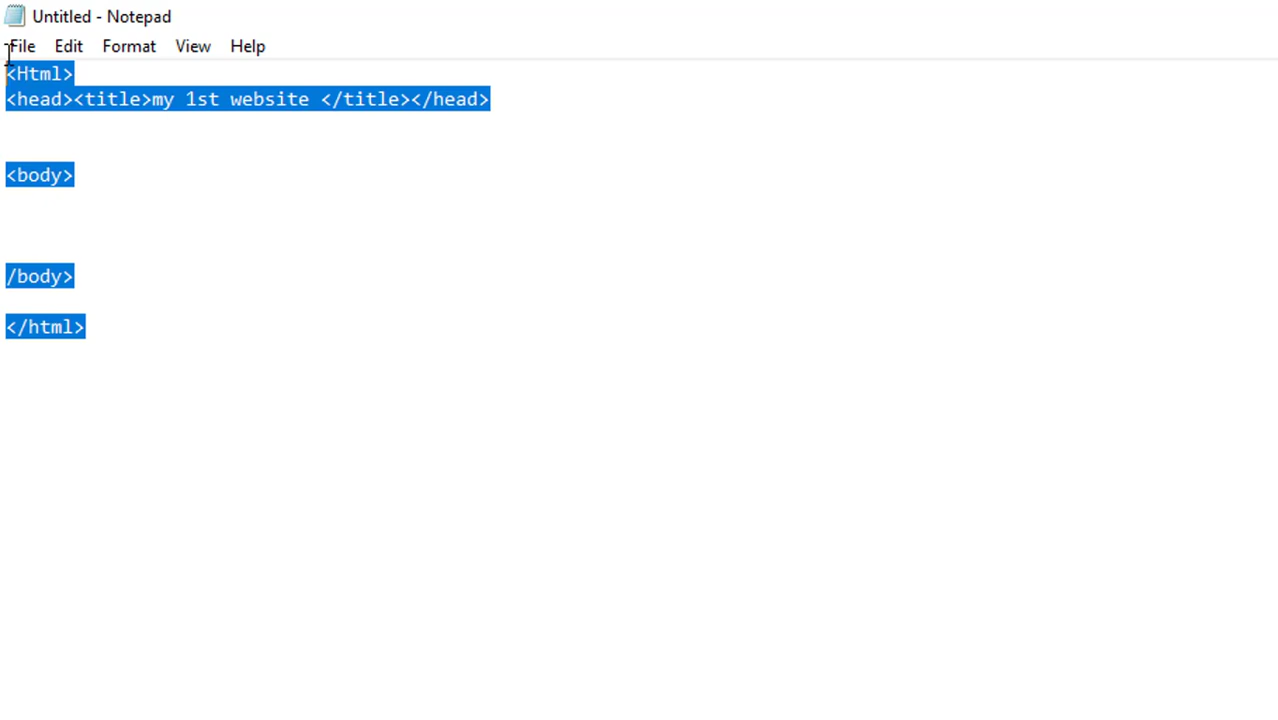 Untitled - Notepad
File Edit Format View Help
<Html>
<head><title>my 1st website </title></head>
<body>
/body>
</html>